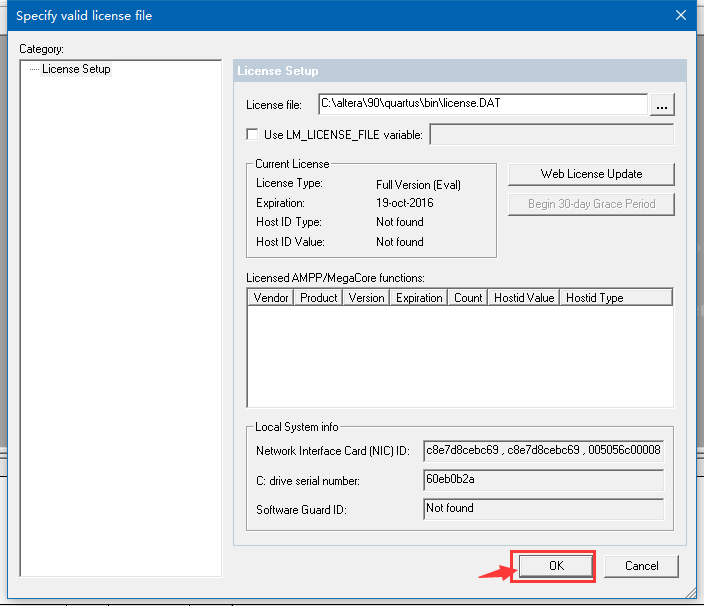 Specify valid license file
Category:
License Setup
License Setup
License file: C:\altera\90\quartus\bin\license.DAT ...
Use LM_LICENSE_FILE variable:
Current License
License Type: Full Version (Eval)
Expiration: 19-oct-2016
Host ID Type: Not found
Host ID Value: Not found
Web License Update
Begin 30-day Grace Period
Licensed AMPP/MegaCore functions:
Vendor Product Version Expiration Count Hostid Value Hostid Type
Local System info
Network Interface Card (NIC) ID: c8e7d8cebc69 , c8e7d8cebc69 , 005056c00008
C: drive serial number: 60eb0b2a
Software Guard ID: Not found
OK Cancel